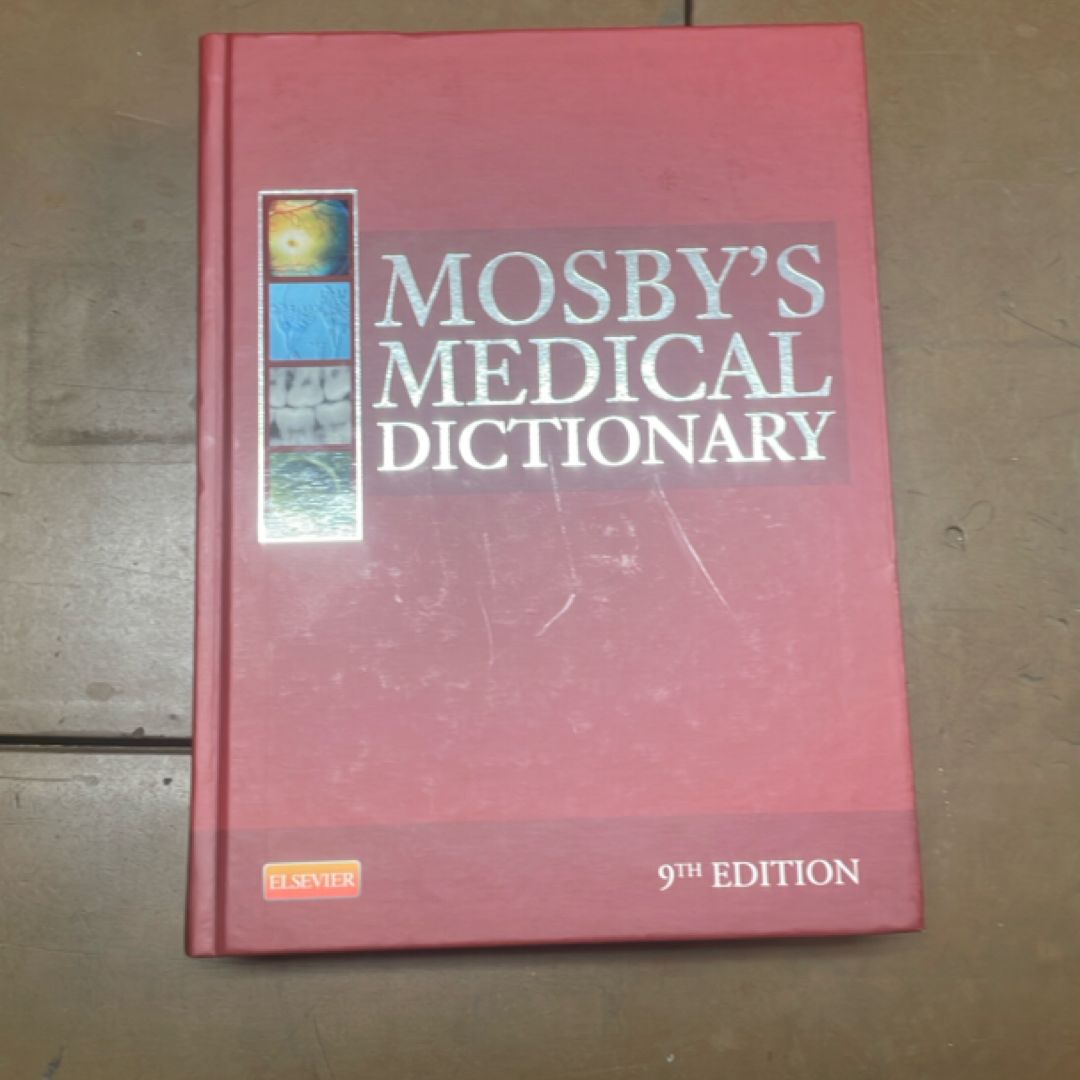 MOSBY'S
MEDICAL
DICTIONARY
ELSEVIER
9TH EDITION